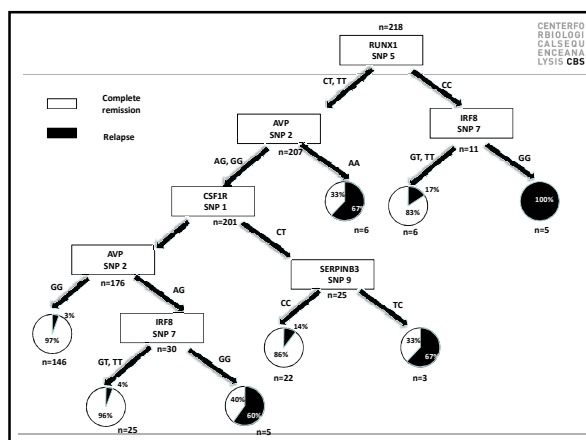 n=218
CENTERFO
RBIOLOGI
CALSEQU
ENCEANA
LYSIS CBS
RUNX1
SNP 5
CT, TT
CC
Complete
remission
Relapse
AVP
SNP 2
n=207
IRF8
SNP 7
n=11
AG, GG
AA
GT, TT
GG
33%
67%
n=6
17%
83%
n=6
100%
n=5
CSF1R
SNP 1
n=201
CT
AVP
SNP 2
n=176
SERPINB3
SNP 9
n=25
GG
AG
CC
TC
3%
97%
n=146
IRF8
SNP 7
n=30
14%
86%
n=22
33%
67%
n=3
GT, TT
GG
4%
96%
n=25
40%
60%
n=5